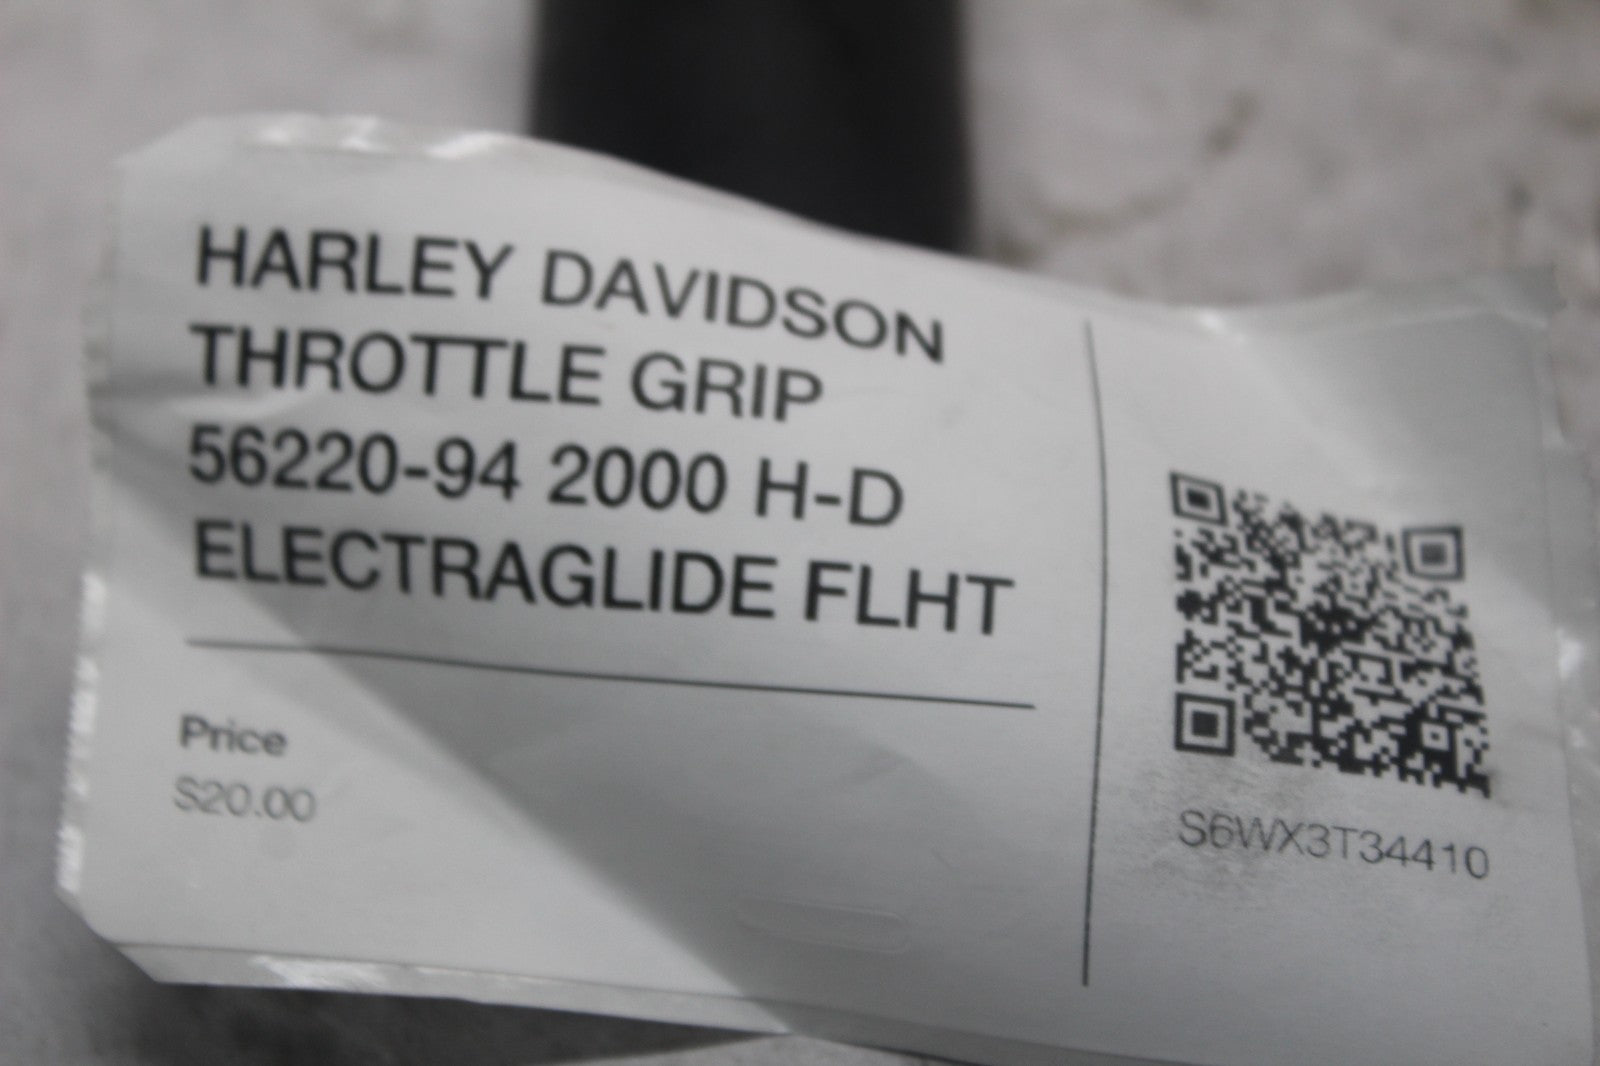 HARLEY DAVIDSON
THROTTLE GRIP
56220-94 2000 H-D
ELECTRAGLIDE FLHT
Price
$20.00
S6WX3T34410